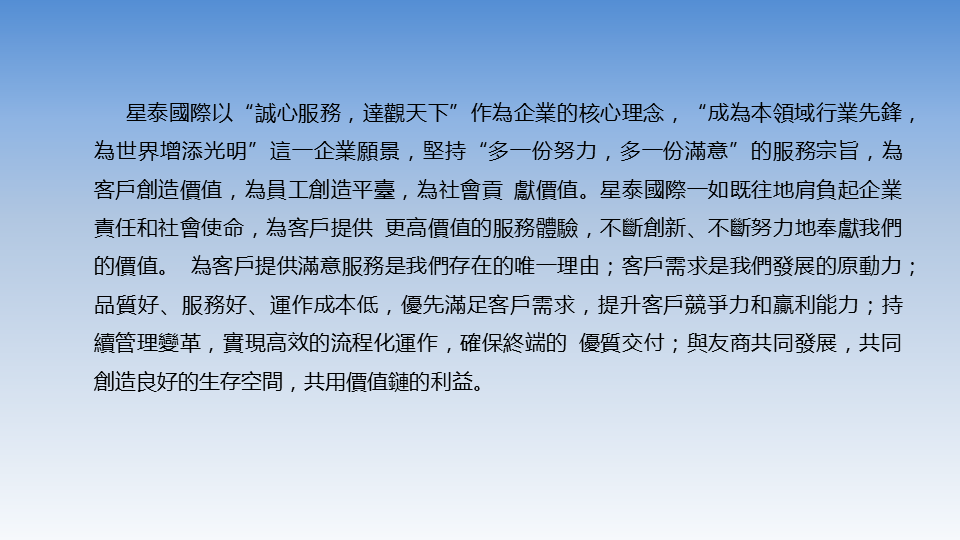 星泰國際以“誠心服務，達觀天下”作為企業的核心理念，“成為本領域行業先鋒，
為世界增添光明”這一企業願景，堅持“多一份努力，多一份滿意”的服務宗旨，為
客戶創造價值，為員工創造平臺，為社會貢 獻價值。星泰國際一如既往地肩負起企業
責任和社會使命，為客戶提供 更高價值的服務體驗，不斷創新、不斷努力地奉獻我們
的價值。 為客戶提供滿意服務是我們存在的唯一理由；客戶需求是我們發展的原動力；
品質好、服務好、運作成本低，優先滿足客戶需求，提升客戶競爭力和贏利能力；持
續管理變革，實現高效的流程化運作，確保終端的 優質交付；與友商共同發展，共同
創造良好的生存空間，共用價值鏈的利益。